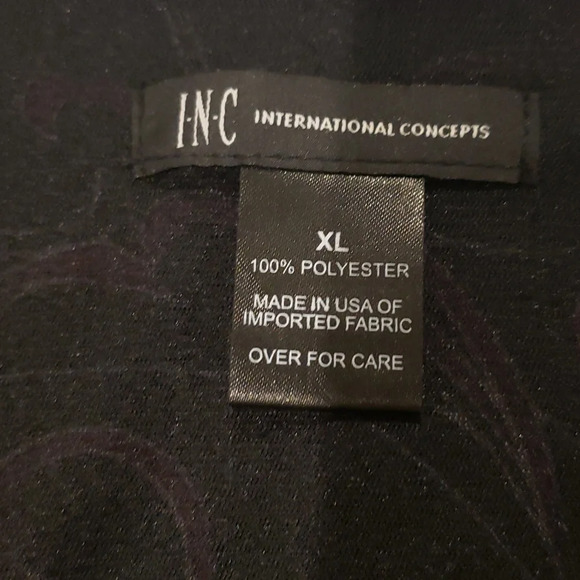 I·N·C INTERNATIONAL CONCEPTS
XL
100% POLYESTER
MADE IN USA OF
IMPORTED FABRIC
OVER FOR CARE